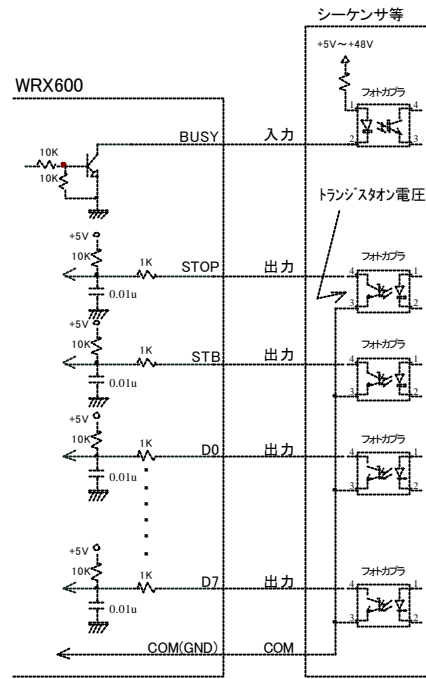 シーケンサ等
+5V～+48V
WRX600
フォトカプラ
1
4
2
3
BUSY
入力
10K
10K
トランジスタオン電圧
+5V
10K
1K
STOP
出力
0.01u
フォトカプラ
4
1
3
2
+5V
10K
1K
STB
出力
0.01u
フォトカプラ
4
1
3
2
+5V
10K
1K
D0
出力
0.01u
フォトカプラ
4
1
3
2
+5V
10K
1K
D7
出力
0.01u
フォトカプラ
4
1
3
2
COM(GND)
COM